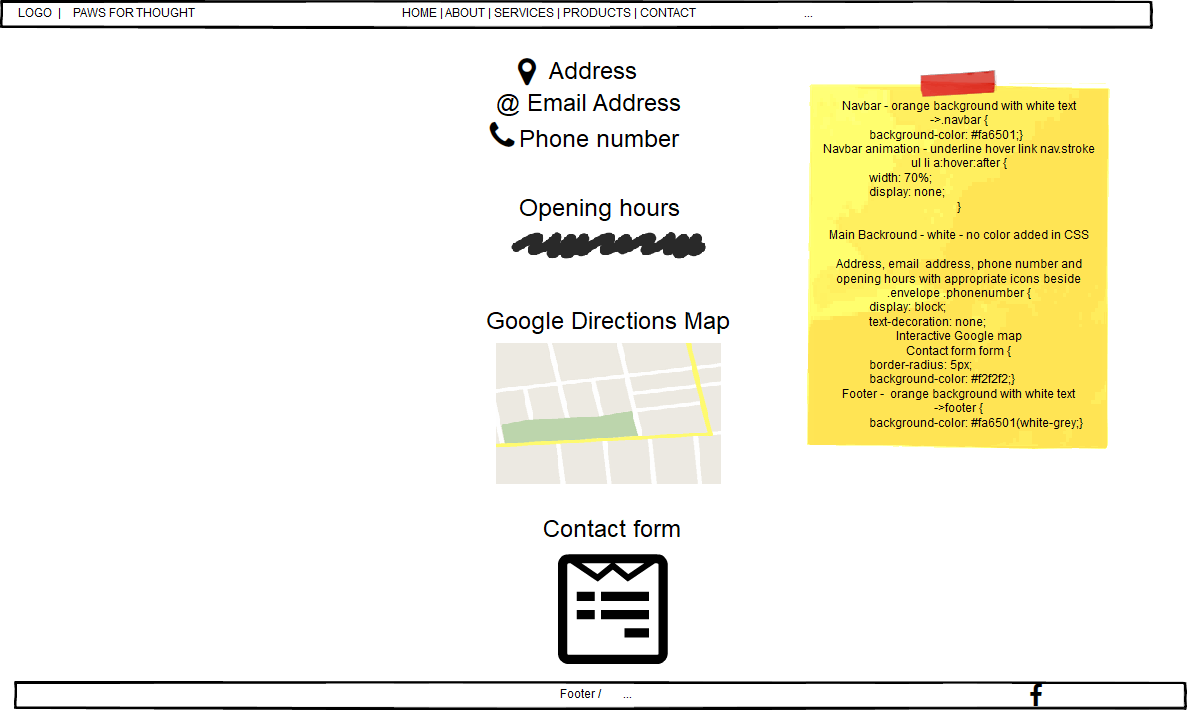 LOGO | PAWS FOR THOUGHT HOME | ABOUT | SERVICES | PRODUCTS | CONTACT ...
Address
@ Email Address
Phone number
Opening hours
Google Directions Map
Contact form
Navbar - orange background with white text
->.navbar {
background-color: #fa6501;}
Navbar animation - underline hover link nav.stroke
ul li a:hover:after {
width: 70%;
display: none;
}
Main Backround - white - no color added in CSS
Address, email address, phone number and
opening hours with appropriate icons beside
.envelope .phonenumber {
display: block;
text-decoration: none;
Interactive Google map
Contact form form {
border-radius: 5px;
background-color: #f2f2f2;}
Footer - orange background with white text
->footer {
background-color: #fa6501(white-grey;}
Footer / ...
f